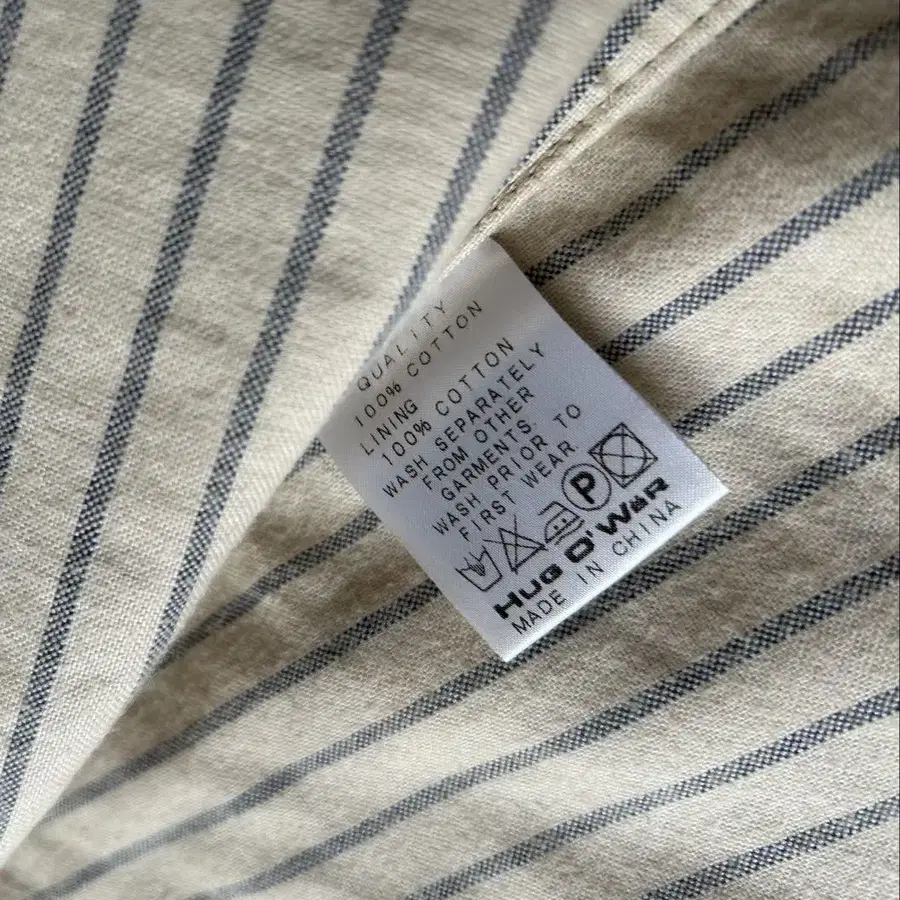 QUALITY
100% COTTON
LINING
100% COTTON
WASH SEPARATELY
FROM OTHER
GARMENTS.
WASH PRIOR TO
FIRST WEAR.
P
HUG O'WäR
MADE IN CHINA